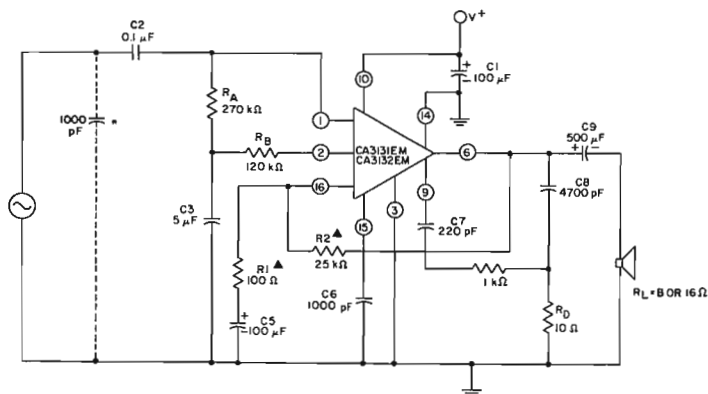 V+
C2
0.1 µF
10
+
C1
-
100 µF
14
1000
pF
*
RA
270 kΩ
1
RB
120 kΩ
2
CA3131EM
CA3132EM
6
C9
500 µF
+
-
16
15
3
9
C8
4700 pF
C3
5 µF
R2▲
25 kΩ
C7
220 pF
R1▲
100Ω
1 kΩ
C6
1000 pF
+
C5
-
100 µF
RD
10 Ω
RL = 8 OR 16 Ω